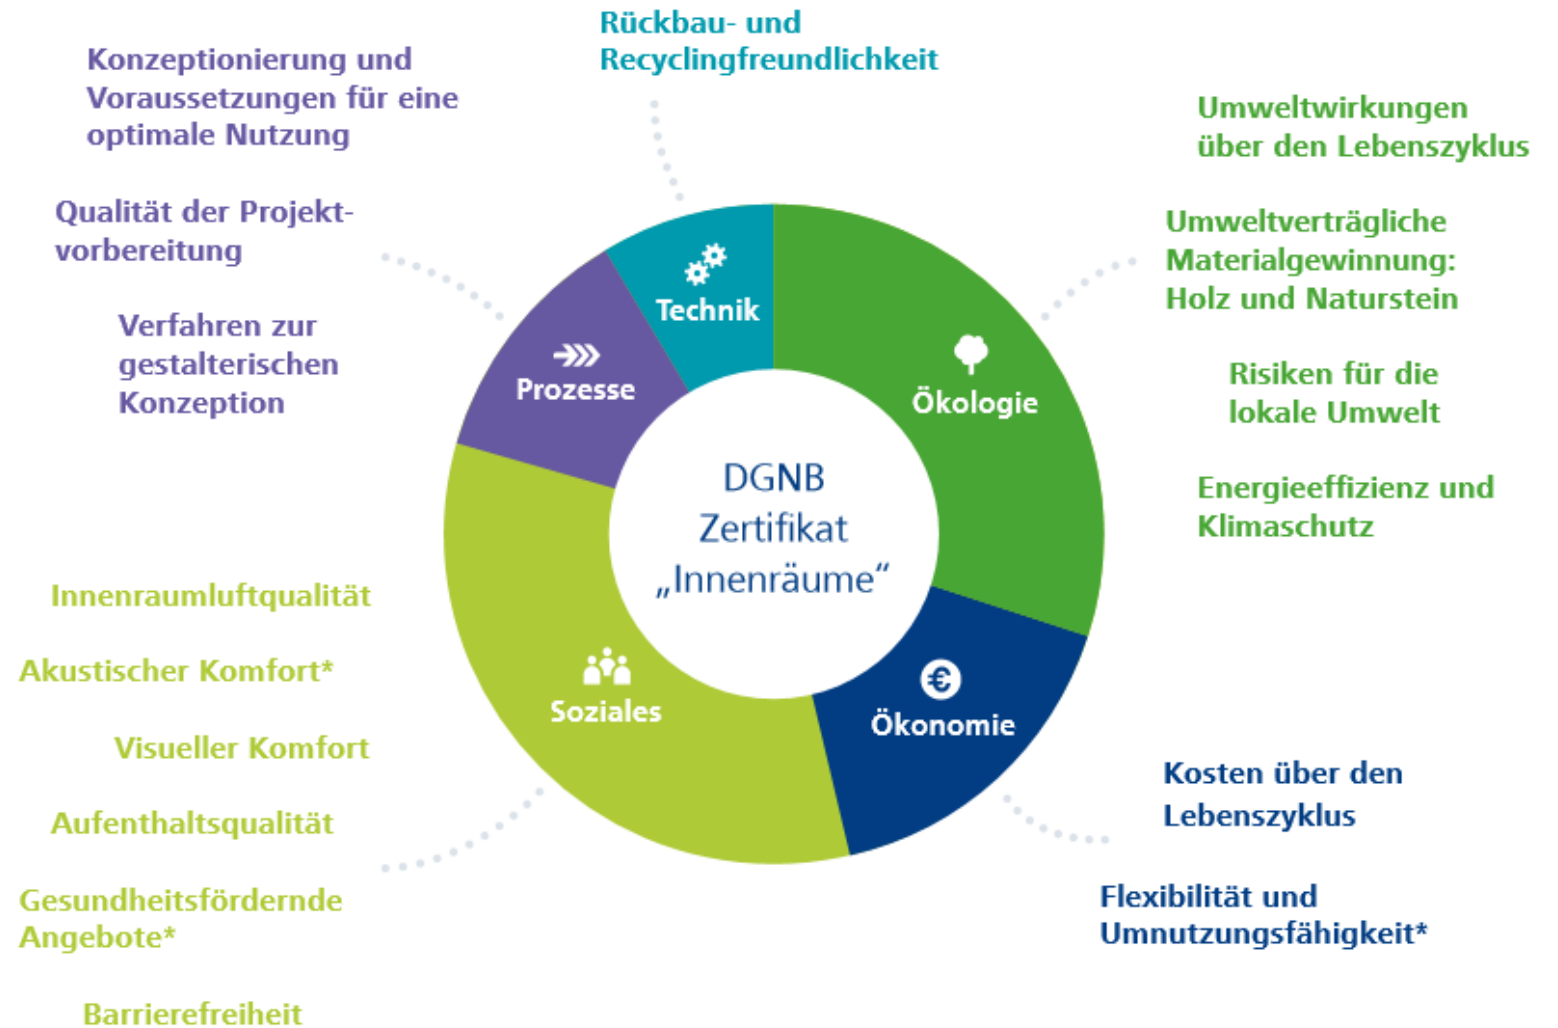 Rückbau- und
Recyclingfreundlichkeit
Konzeptionierung und
Voraussetzungen für eine
optimale Nutzung
Qualität der Projekt-
vorbereitung
Verfahren zur
gestalterischen
Konzeption
Umweltwirkungen
über den Lebenszyklus
Umweltverträgliche
Materialgewinnung:
Holz und Naturstein
Risiken für die
lokale Umwelt
Energieeffizienz und
Klimaschutz
Technik
Prozesse
Ökologie
DGNB
Zertifikat
„Innenräume“
Soziales
Ökonomie
Innenraumluftqualität
Akustischer Komfort*
Visueller Komfort
Aufenthaltsqualität
Gesundheitsfördernde
Angebote*
Barrierefreiheit
Kosten über den
Lebenszyklus
Flexibilität und
Umnutzungsfähigkeit*